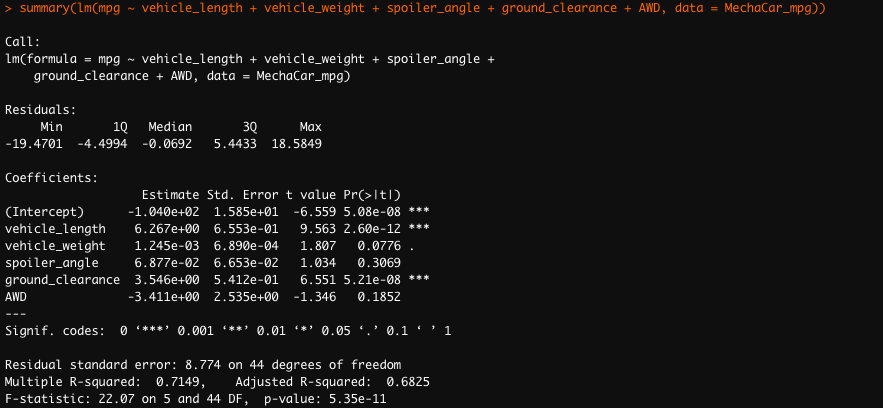 > summary(lm(mpg ~ vehicle_length + vehicle_weight + spoiler_angle + ground_clearance + AWD, data = MechaCar_mpg))
Call:
lm(formula = mpg ~ vehicle_length + vehicle_weight + spoiler_angle +
    ground_clearance + AWD, data = MechaCar_mpg)
Residuals:
     Min       1Q   Median       3Q      Max
-19.4701  -4.4994  -0.0692   5.4433  18.5849
Coefficients:
                   Estimate Std. Error t value Pr(>|t|)
(Intercept)      -1.040e+02  1.585e+01  -6.559 5.08e-08 ***
vehicle_length    6.267e+00  6.553e-01   9.563 2.60e-12 ***
vehicle_weight    1.245e-03  6.890e-04   1.807   0.0776 .
spoiler_angle     6.877e-02  6.653e-02   1.034   0.3069
ground_clearance  3.546e+00  5.412e-01   6.551 5.21e-08 ***
AWD              -3.411e+00  2.535e+00  -1.346   0.1852
---
Signif. codes:  0 ‘***’ 0.001 ‘**’ 0.01 ‘*’ 0.05 ‘.’ 0.1 ‘ ’ 1
Residual standard error: 8.774 on 44 degrees of freedom
Multiple R-squared:  0.7149,    Adjusted R-squared:  0.6825
F-statistic: 22.07 on 5 and 44 DF,  p-value: 5.35e-11